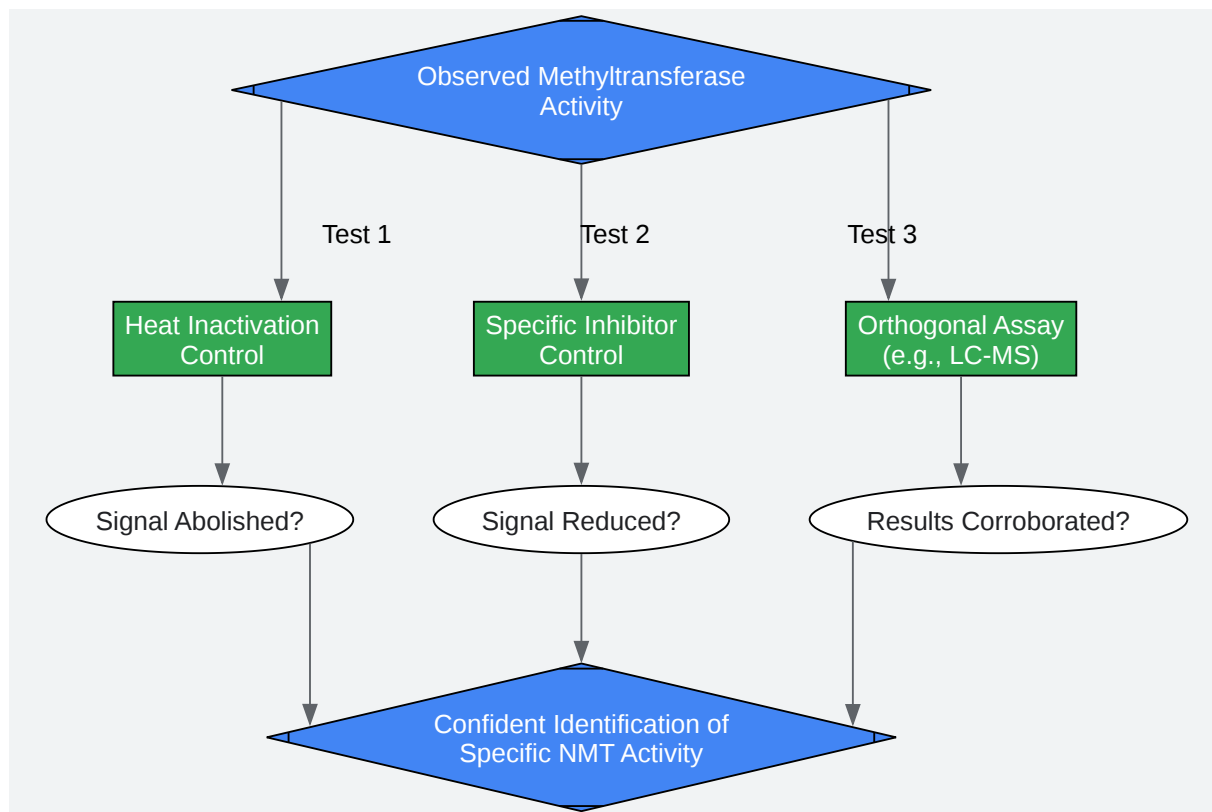 Observed Methyltransferase
Activity
Test 1
Test 2
Test 3
Heat Inactivation
Control
Specific Inhibitor
Control
Orthogonal Assay
(e.g., LC-MS)
Signal Abolished?
Signal Reduced?
Results Corroborated?
Confident Identification of
Specific NMT Activity